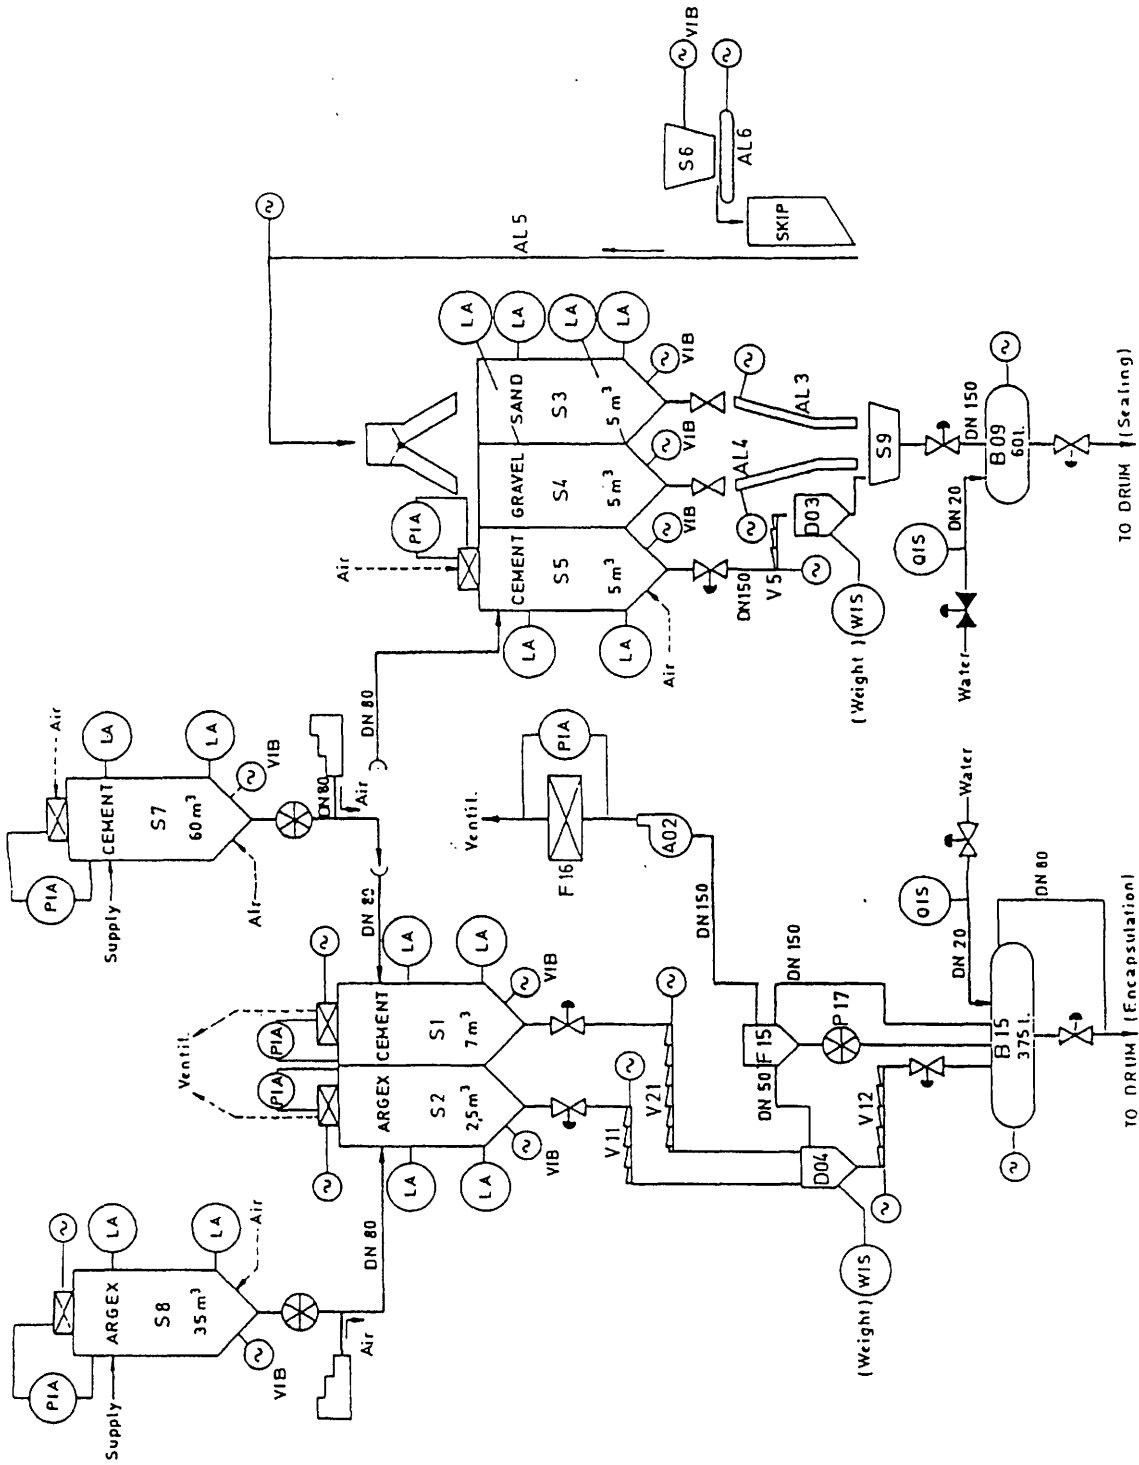 VIB
S6
AL6
SKIP
AL5
LA
LA
LA
LA
SAND
S3
5 m³
VIB
GRAVEL
S4
5 m³
VIB
CEMENT
S5
5 m³
VIB
PIA
Air
LA
LA
Air
AL3
AL4
D03
V5
DN150
S9
(Weight)
WIS
DN 150
B09
60 l.
DN 20
QIS
Water
TO DRUM (Sealing)
Air
LA
LA
CEMENT
S7
60 m³
VIB
PIA
Supply
Air
DN 80
Air
DN 80
DN 80
Ventil.
PIA
F16
A02
DN150
Ventil.
PIA
PIA
CEMENT
S1
7 m³
LA
LA
VIB
ARGEX
S2
2,5 m³
LA
LA
VIB
V11
V21
F15
DN 50
P17
DN 150
V12
D04
(Weight)
WIS
B15
375 l.
DN 20
QIS
Water
DN 80
TO DRUM (Encapsulation)
PIA
ARGEX
S8
35 m³
LA
LA
Air
VIB
Supply
Air
DN 80